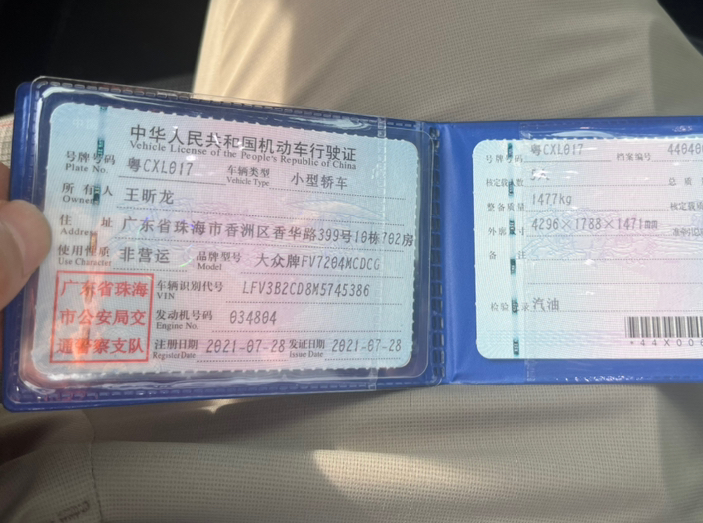 中华人民共和国机动车行驶证
Vehicle License of the People's Republic of China
号牌号码 粤CXL017 车辆类型 小型轿车
Plate No. Vehicle Type
所有人 王昕龙
Owner
住址 广东省珠海市香洲区香华路399号10栋702房
Address
使用性质 非营运 品牌型号 大众牌FV7204MCDCG
Use Character Model
广东省珠海
市公安局交
通警察支队
车辆识别代号 LFV3B2CD8M5745386
VIN
发动机号码 034804
Engine No.
注册日期 2021-07-28 发证日期 2021-07-28
Register Date Issue Date
号牌号码 粤CXL017 档案编号
核定载人数 总质
整备质量 1477kg 核定载质
外廓尺寸 4296×1788×1471mm
备注
检验记录 汽油